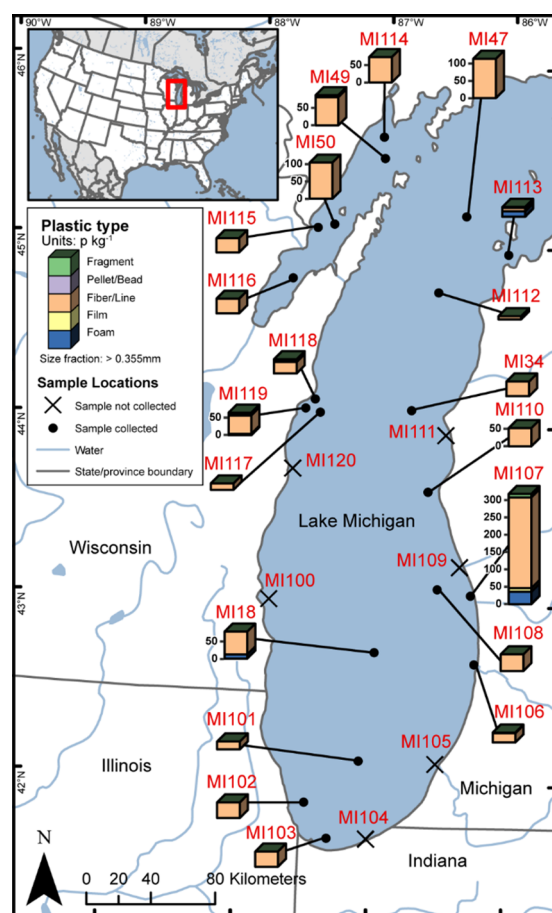 90°W
89°W
88°W
87°W
86°W
46°N
45°N
44°N
43°N
42°N
MI114
MI47
50
0
100
50
0
MI49
50
0
MI50
100
50
0
MI113
MI115
MI116
MI112
MI118
MI34
MI119
50
0
MI110
50
0
MI111
MI117
MI120
MI107
300
250
200
150
100
50
0
Lake Michigan
Wisconsin
MI109
MI100
MI18
50
0
MI108
MI106
MI101
MI105
Illinois
MI102
Michigan
MI104
MI103
Indiana
Plastic type
Units: p kg⁻¹
Fragment
Pellet/Bead
Fiber/Line
Film
Foam
Size fraction: > 0.355mm
Sample Locations
Sample not collected
Sample collected
Water
State/province boundary
N
0 20 40 80 Kilometers